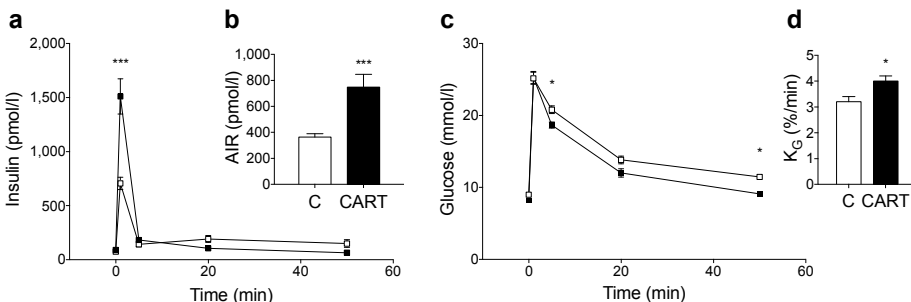 a
Insulin (pmol/l)
2,000
1,500
1,000
500
0
***
0 20 40 60
Time (min)
b
AIR (pmol/l)
1,000
800
600
400
200
0
***
C CART
c
Glucose (mmol/l)
30
20
10
0
*
*
0 20 40 60
Time (min)
d
K_G (%/min)
6
5
4
3
2
1
0
*
C CART